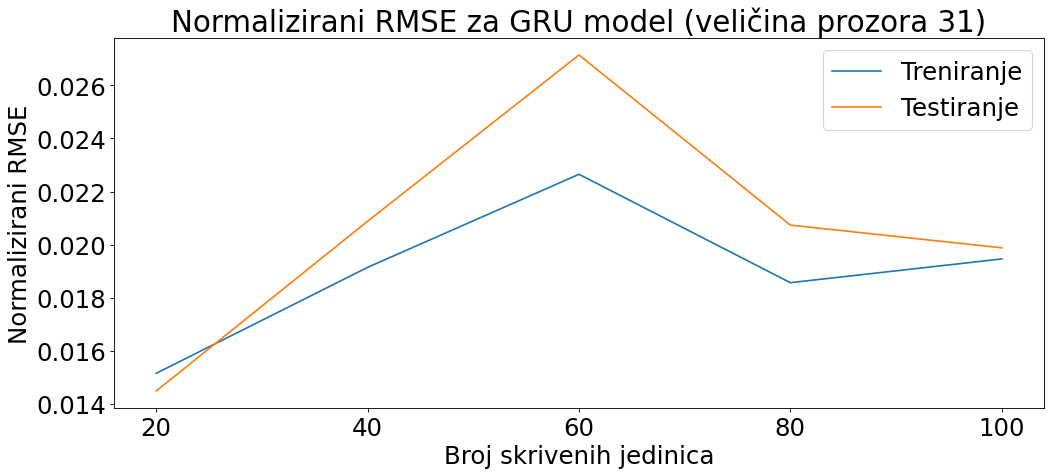 Normalizirani RMSE za GRU model (veličina prozora 31)
Treniranje
Testiranje
Normalizirani RMSE
0.026
0.024
0.022
0.020
0.018
0.016
0.014
20 40 60 80 100
Broj skrivenih jedinica